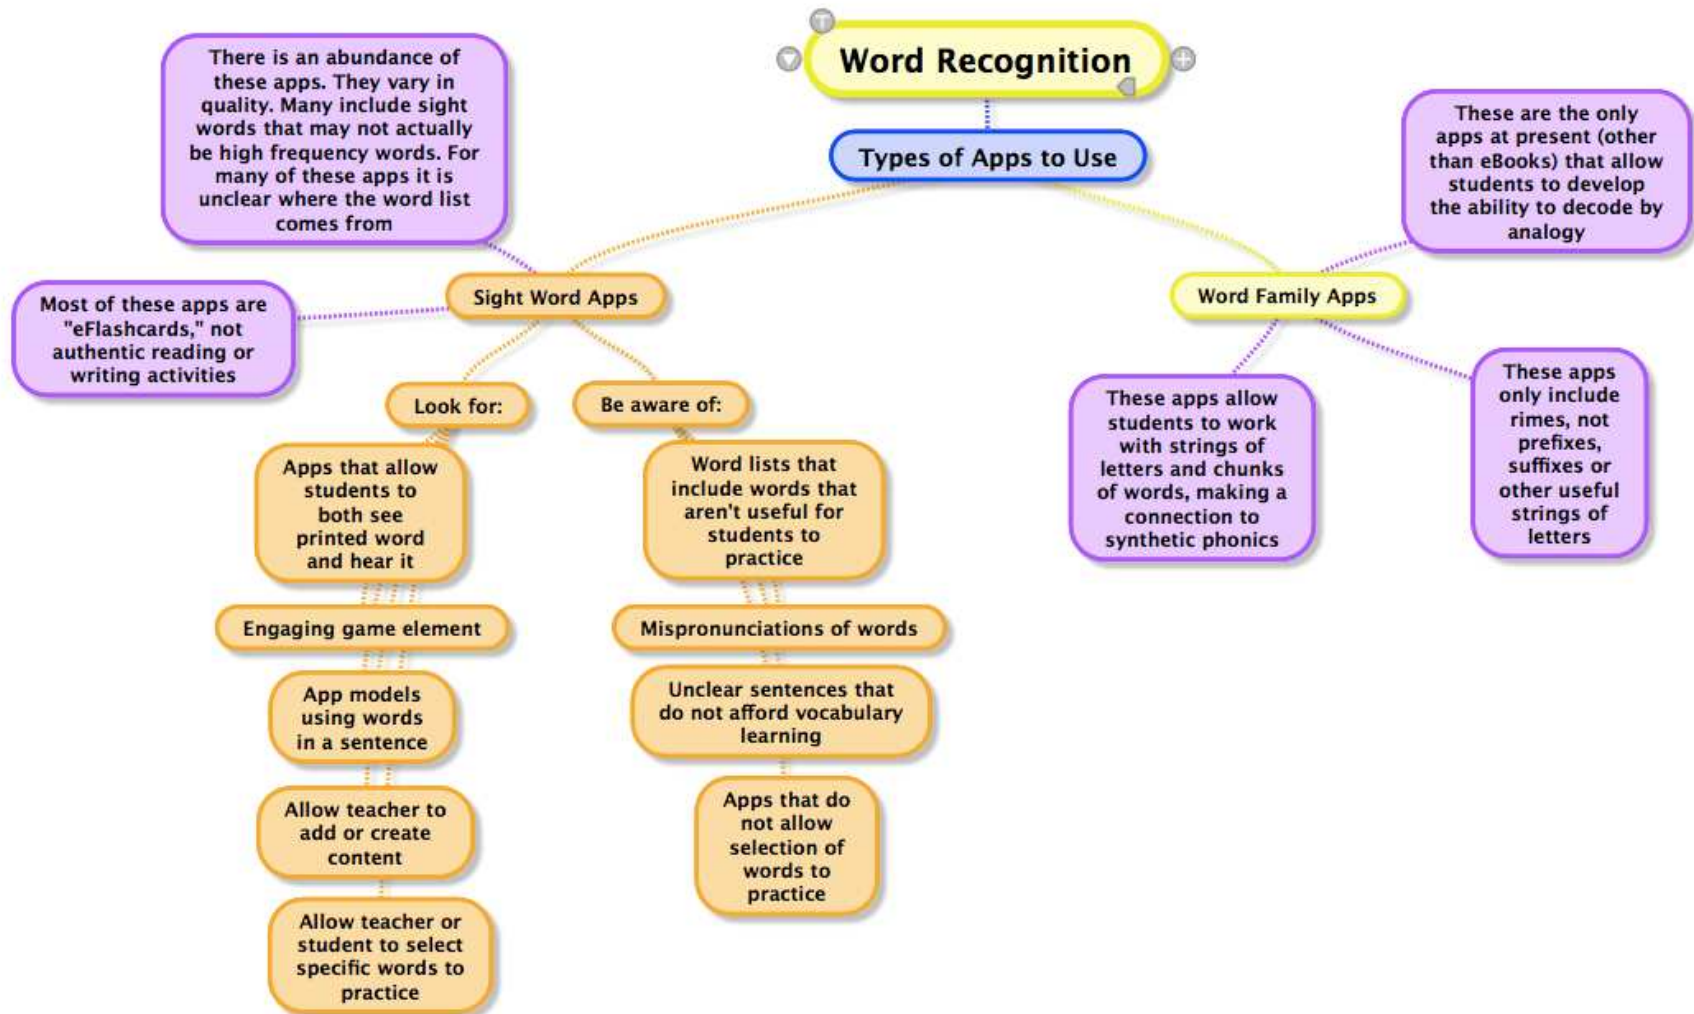 Word Recognition
Types of Apps to Use
There is an abundance of
these apps. They vary in
quality. Many include sight
words that may not actually
be high frequency words. For
many of these apps it is
unclear where the word list
comes from
Most of these apps are
"eFlashcards," not
authentic reading or
writing activities
Sight Word Apps
Look for:
Apps that allow
students to
both see
printed word
and hear it
Engaging game element
App models
using words
in a sentence
Allow teacher to
add or create
content
Allow teacher or
student to select
specific words to
practice
Be aware of:
Word lists that
include words that
aren't useful for
students to
practice
Mispronunciations of words
Unclear sentences that
do not afford vocabulary
learning
Apps that do
not allow
selection of
words to
practice
Word Family Apps
These are the only
apps at present (other
than eBooks) that allow
students to develop
the ability to decode by
analogy
These apps allow
students to work
with strings of
letters and chunks
of words, making a
connection to
synthetic phonics
These apps
only include
rimes, not
prefixes,
suffixes or
other useful
strings of
letters